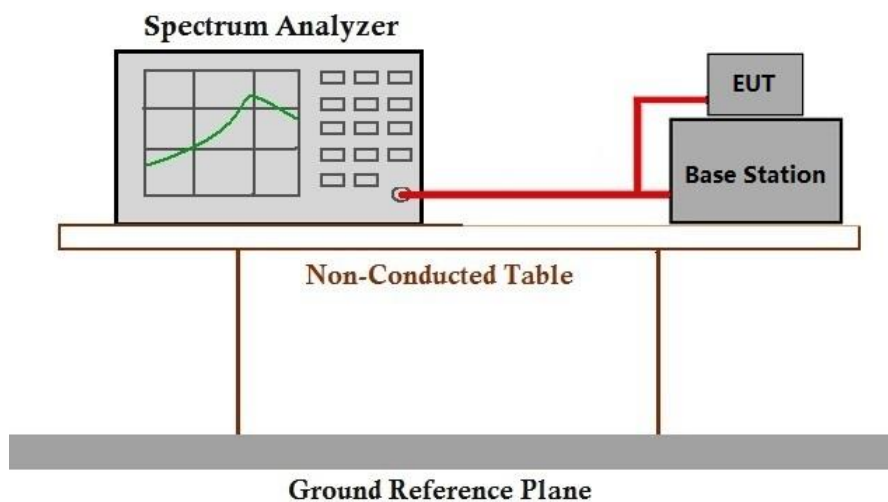 Spectrum Analyzer
EUT
Base Station
Non-Conducted Table
Ground Reference Plane